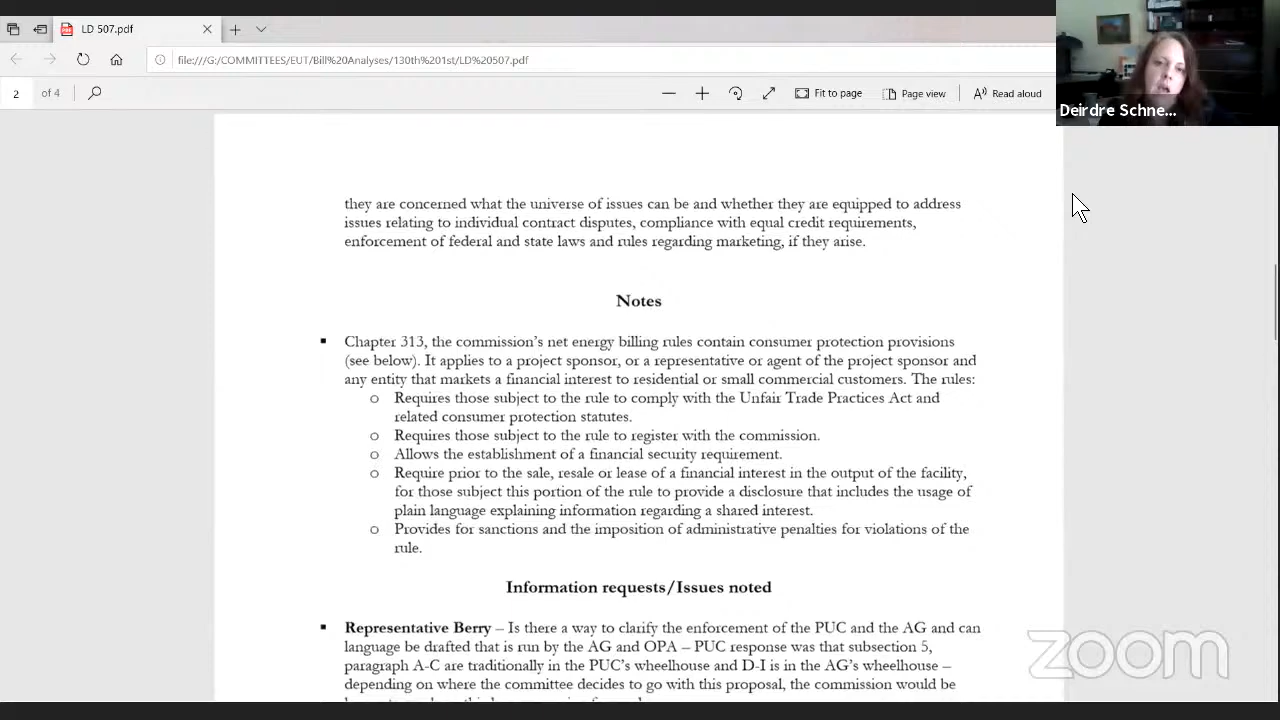 LD 507.pdf
file:///G:/COMMITTEES/EUT/Bill%20Analyses/130th%201st/LD%20507.pdf
2 of 4
Fit to page
Page view
Read aloud
Deirdre Schne...
they are concerned what the universe of issues can be and whether they are equipped to address
issues relating to individual contract disputes, compliance with equal credit requirements,
enforcement of federal and state laws and rules regarding marketing, if they arise.
Notes
▪ Chapter 313, the commission's net energy billing rules contain consumer protection provisions
(see below). It applies to a project sponsor, or a representative or agent of the project sponsor and
any entity that markets a financial interest to residential or small commercial customers. The rules:
o Requires those subject to the rule to comply with the Unfair Trade Practices Act and
related consumer protection statutes.
o Requires those subject to the rule to register with the commission.
o Allows the establishment of a financial security requirement.
o Require prior to the sale, resale or lease of a financial interest in the output of the facility,
for those subject this portion of the rule to provide a disclosure that includes the usage of
plain language explaining information regarding a shared interest.
o Provides for sanctions and the imposition of administrative penalties for violations of the
rule.
Information requests/Issues noted
▪ Representative Berry – Is there a way to clarify the enforcement of the PUC and the AG and can
language be drafted that is run by the AG and OPA – PUC response was that subsection 5,
paragraph A-C are traditionally in the PUC's wheelhouse and D-I is in the AG's wheelhouse –
depending on where the committee decides to go with this proposal, the commission would be
zoom